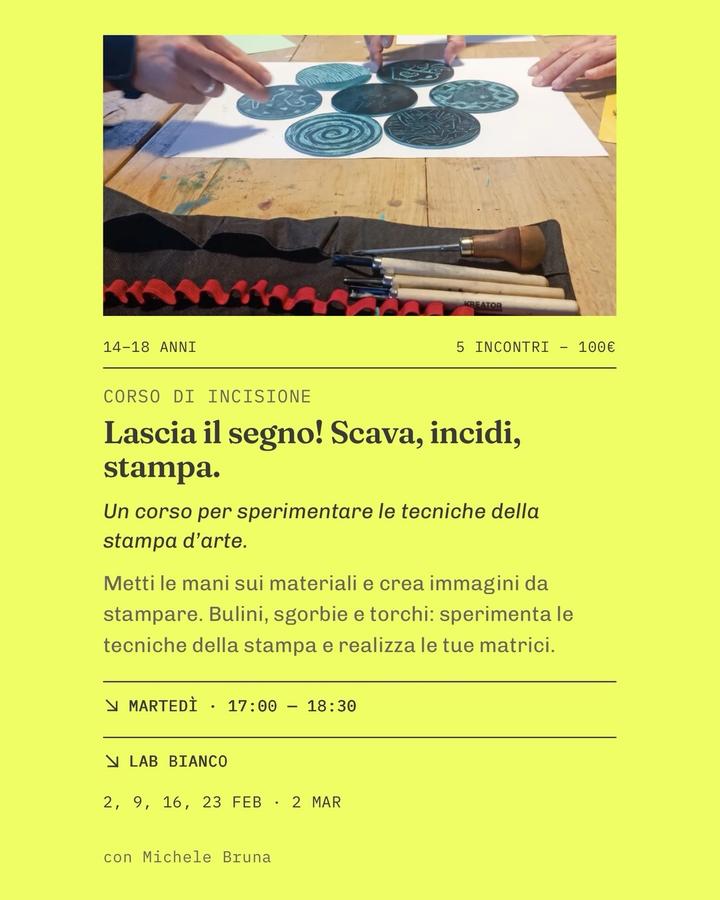 KREATOR
14–18 ANNI
5 INCONTRI – 100€
CORSO DI INCISIONE
Lascia il segno! Scava, incidi,
stampa.
Un corso per sperimentare le tecniche della
stampa d’arte.
Metti le mani sui materiali e crea immagini da
stampare. Bulini, sgorbie e torchi: sperimenta le
tecniche della stampa e realizza le tue matrici.
↘ MARTEDÌ · 17:00 — 18:30
↘ LAB BIANCO
2, 9, 16, 23 FEB · 2 MAR
con Michele Bruna